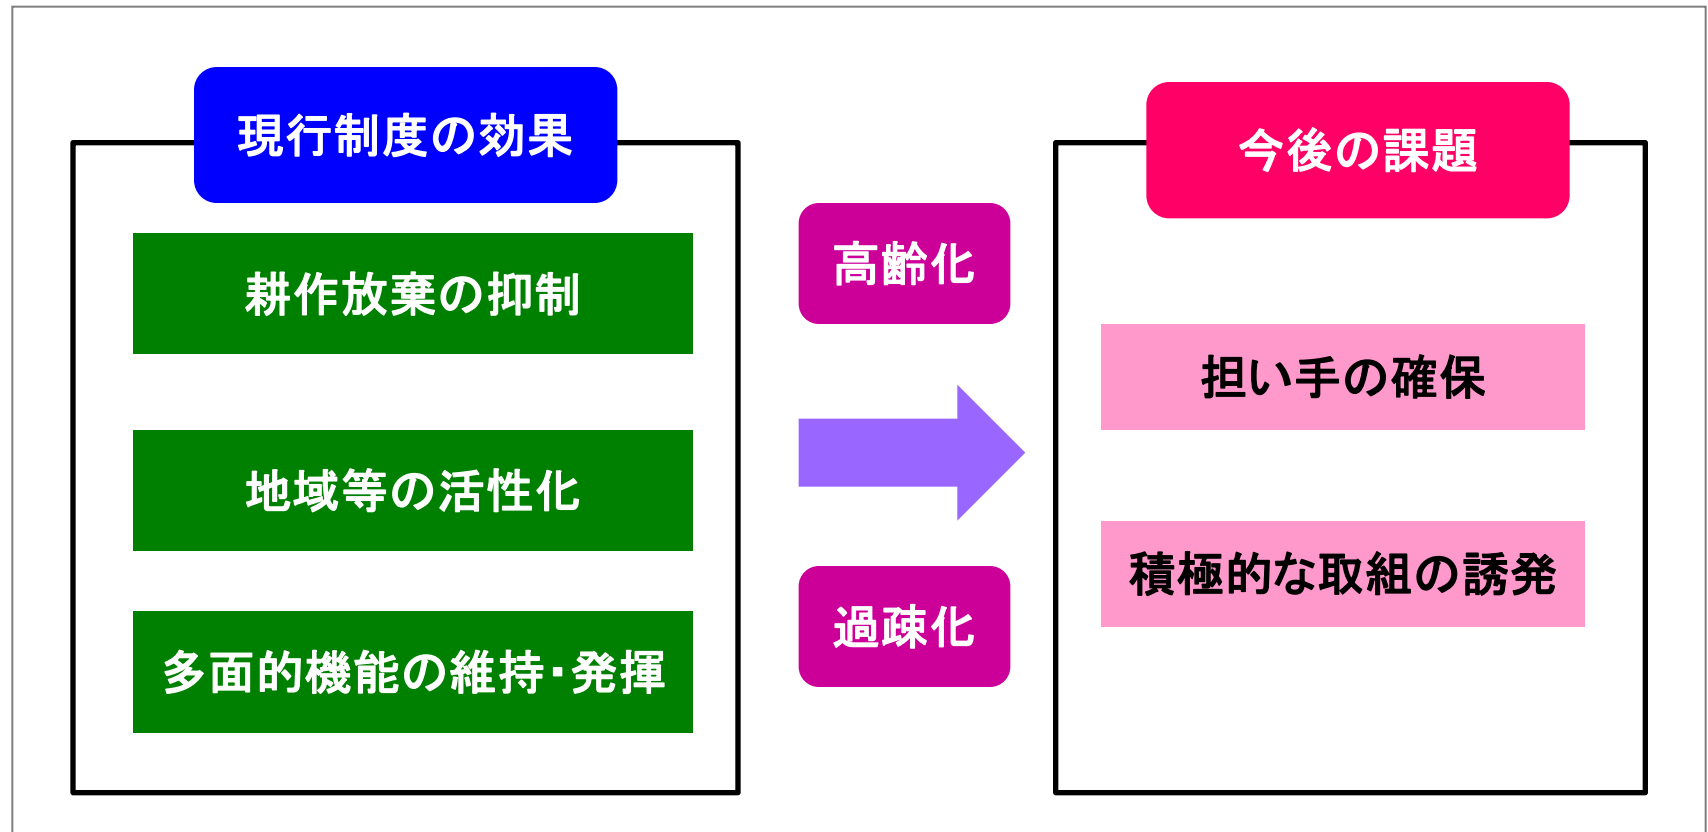 現行制度の効果
耕作放棄の抑制
地域等の活性化
多面的機能の維持・発揮
高齢化
過疎化
今後の課題
担い手の確保
積極的な取組の誘発